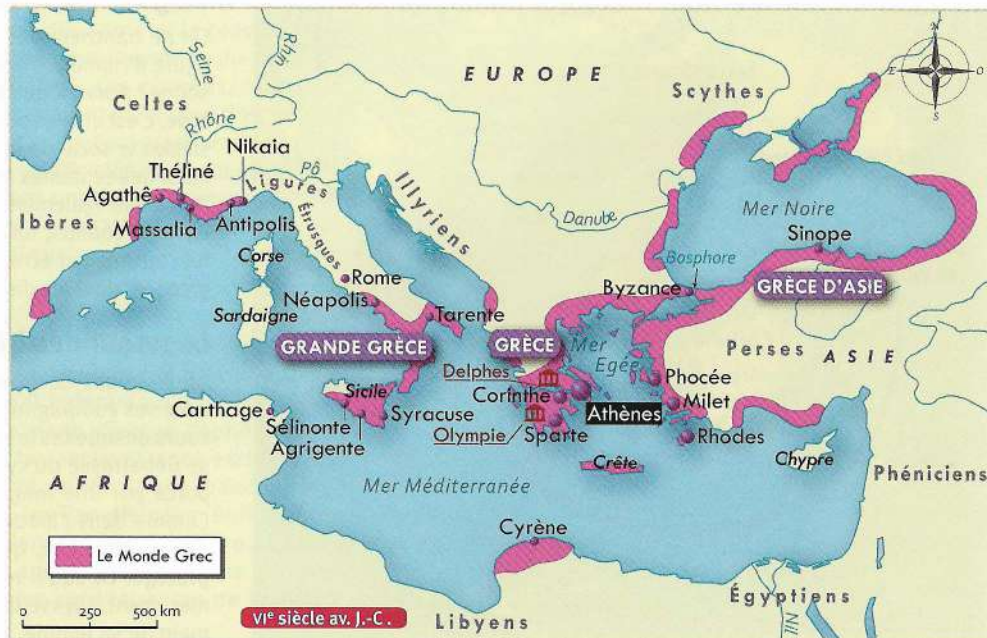 N
E
O
S
EUROPE
Seine
Rhin
Celtes
Scythes
Rhône
Nikaia
Théliné
Pô
Agathê
Ligures
Illyriens
Ibères
Massalia
Antipolis
Étrusques
Danube
Mer Noire
Corse
Sinope
Rome
Bosphore
Byzance
GRÈCE D'ASIE
Néapolis
Sardaigne
Tarente
GRANDE GRÈCE
GRÈCE
Mer
Egée
Perses
ASIE
Delphes
Phocée
Sicile
Corinthe
Milet
Carthage
Athènes
Sélinonte
Syracuse
Olympie
Sparte
Rhodes
Agrigente
Crête
Chypre
Phéniciens
AFRIQUE
Mer Méditerranée
Cyrène
Le Monde Grec
Égyptiens
Nil
0 250 500 km
VIe siècle av. J.-C.
Libyens